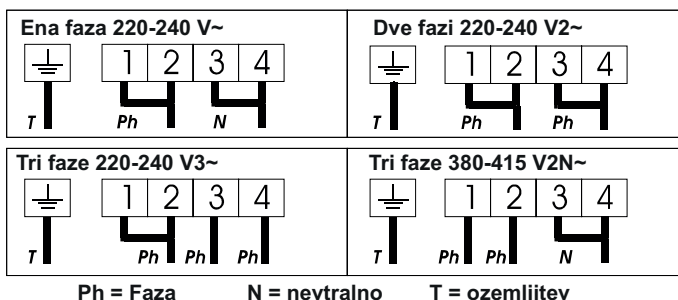 Ena faza 220-240 V~
1 2 3 4
T Ph N
Dve fazi 220-240 V2~
1 2 3 4
T Ph Ph
Tri faze 220-240 V3~
1 2 3 4
T Ph Ph Ph
Tri faze 380-415 V2N~
1 2 3 4
T Ph Ph N
Ph = Faza N = nevtralno T = ozemljitev